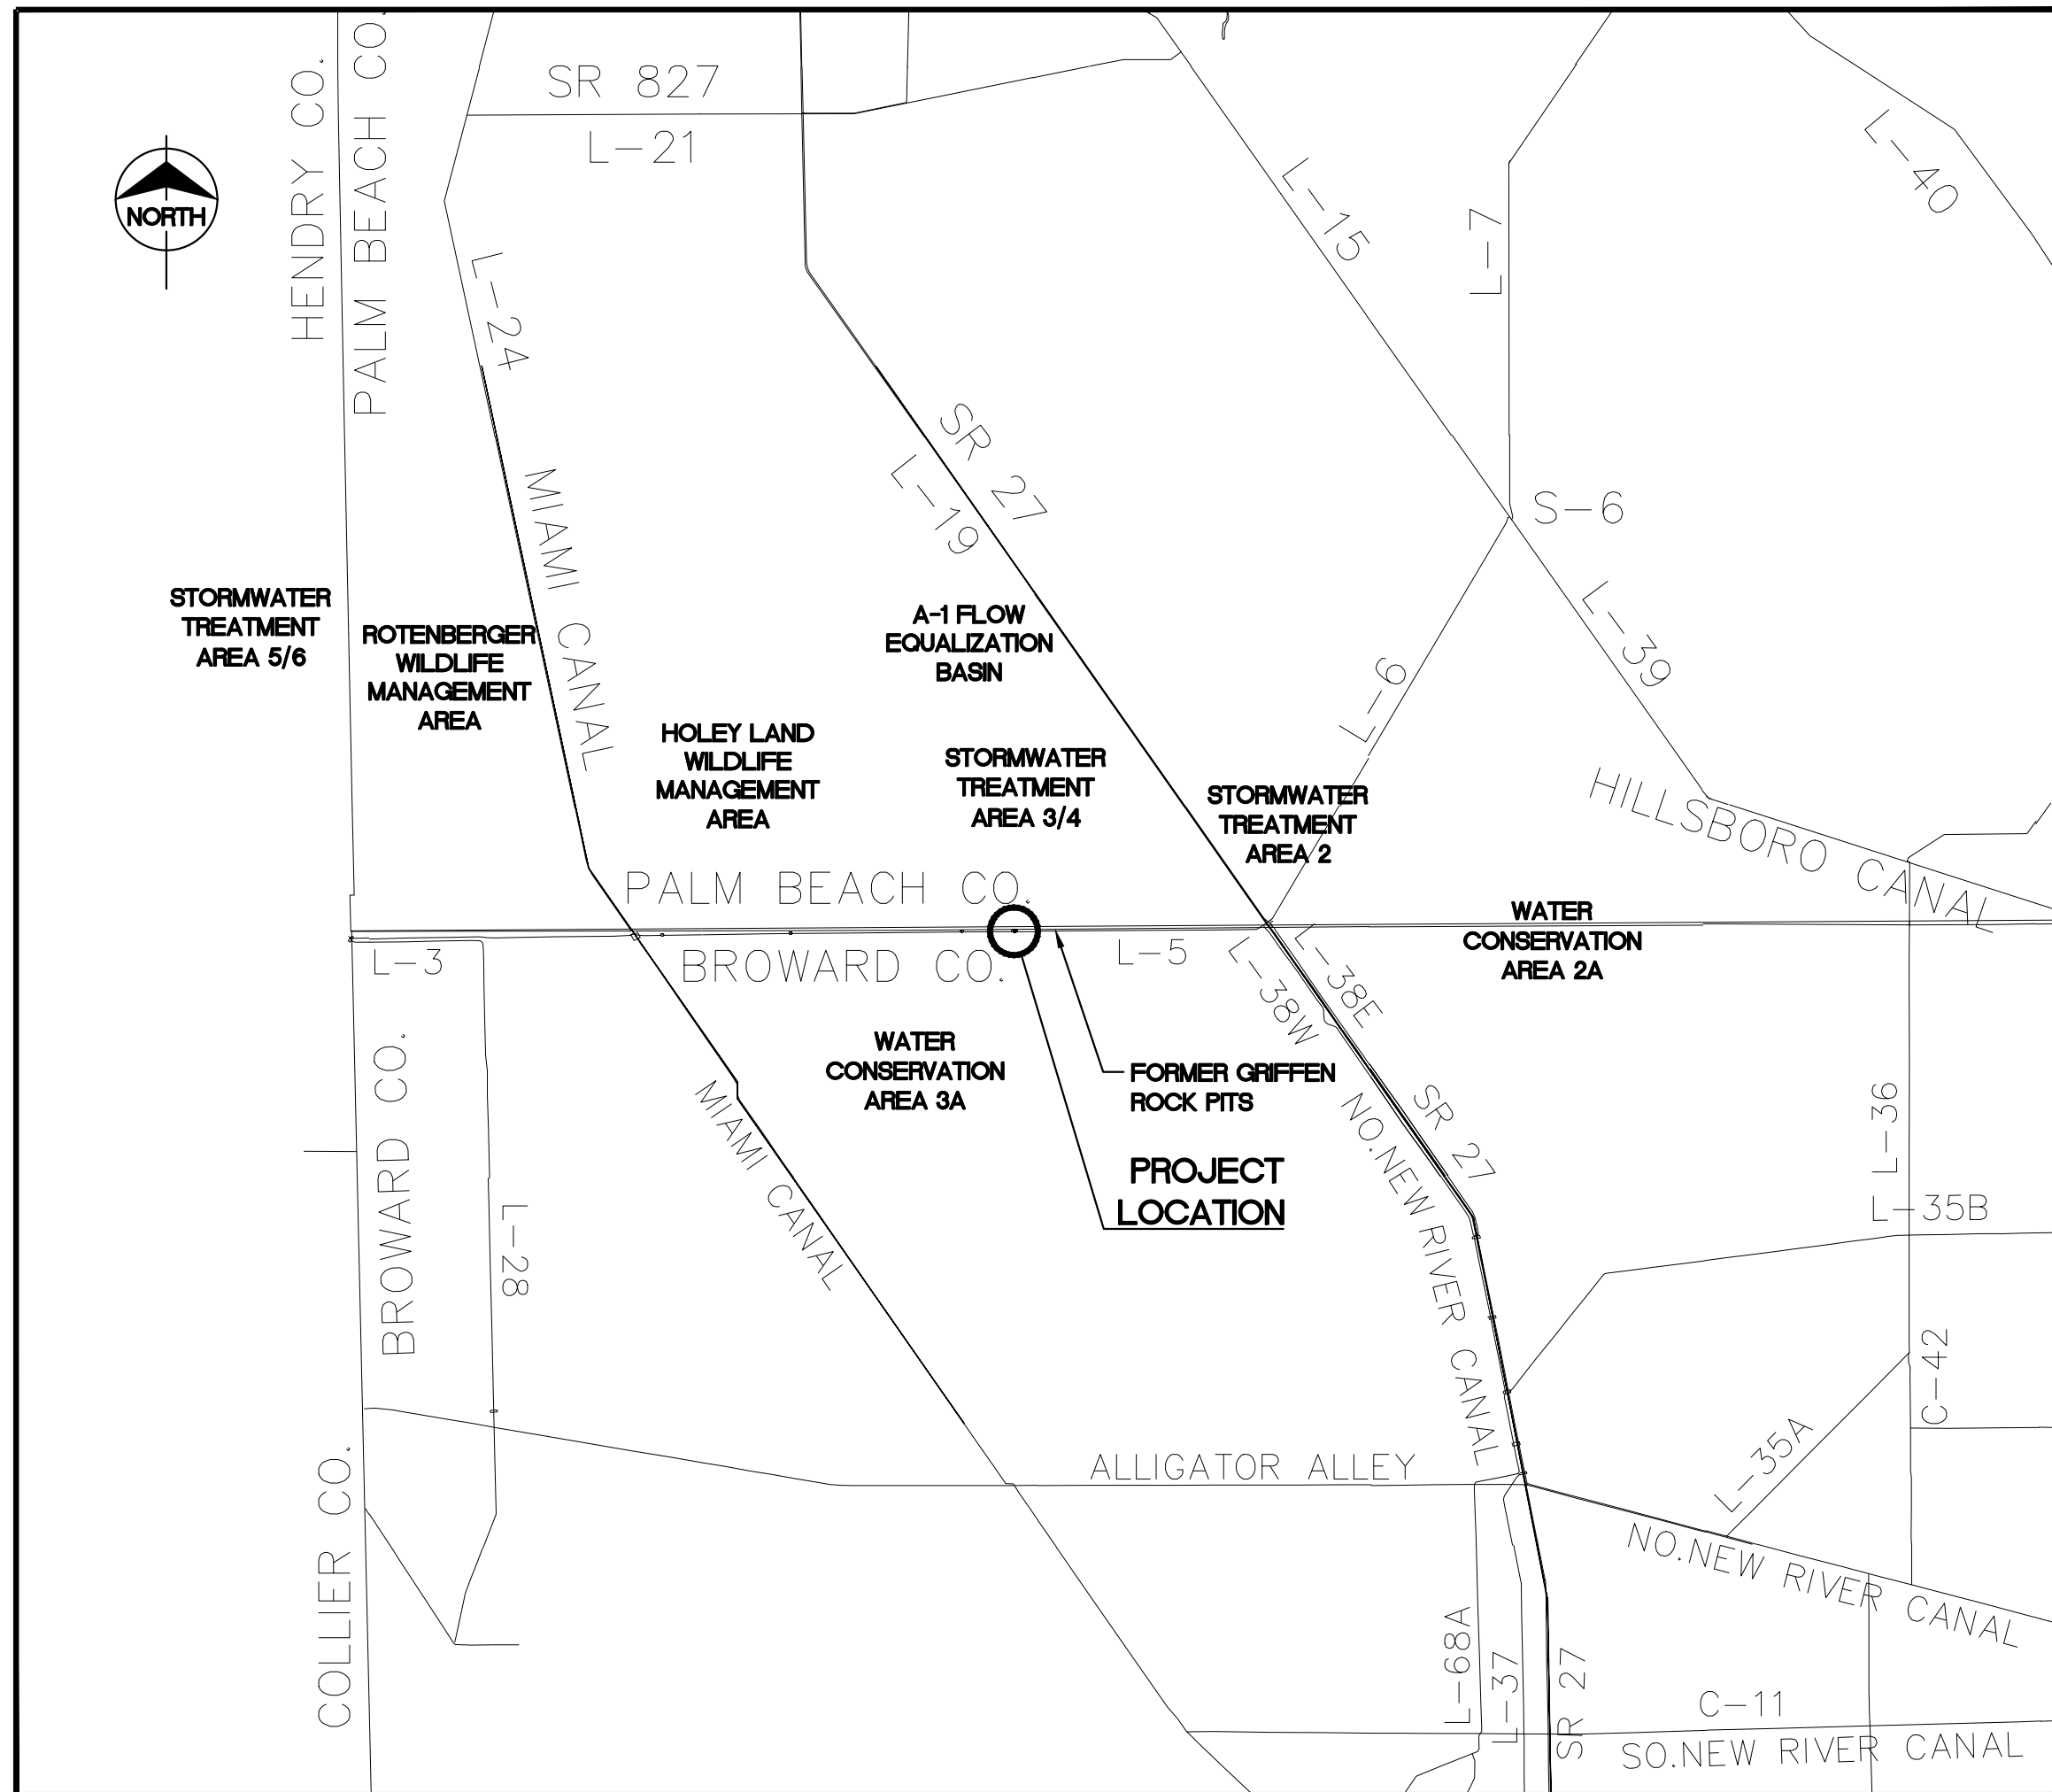 HENDRY CO.
PALM BEACH CO.
SR 827
L-21
NORTH
L-24
L-15
L-7
L-40
SR 27
L-19
MIAMI CANAL
S-6
L-39
L-6
STORMWATER
TREATMENT
AREA 5/6
ROTENBERGER
WILDLIFE
MANAGEMENT
AREA
A-1 FLOW
EQUALIZATION
BASIN
HOLEY LAND
WILDLIFE
MANAGEMENT
AREA
STORMWATER
TREATMENT
AREA 3/4
STORMWATER
TREATMENT
AREA 2
HILLSBORO CANAL
PALM BEACH CO.
BROWARD CO.
L-3
L-5
L-38W
L-38E
WATER
CONSERVATION
AREA 2A
WATER
CONSERVATION
AREA 3A
FORMER GRIFFEN
ROCK PITS
PROJECT
LOCATION
BROWARD CO.
L-28
MIAMI CANAL
NO.NEW RIVER CANAL
SR 27
L-36
L-35B
C-42
L-35A
ALLIGATOR ALLEY
COLLIER CO.
NO.NEW RIVER CANAL
L-68A
L-37
SR 27
C-11
SO.NEW RIVER CANAL